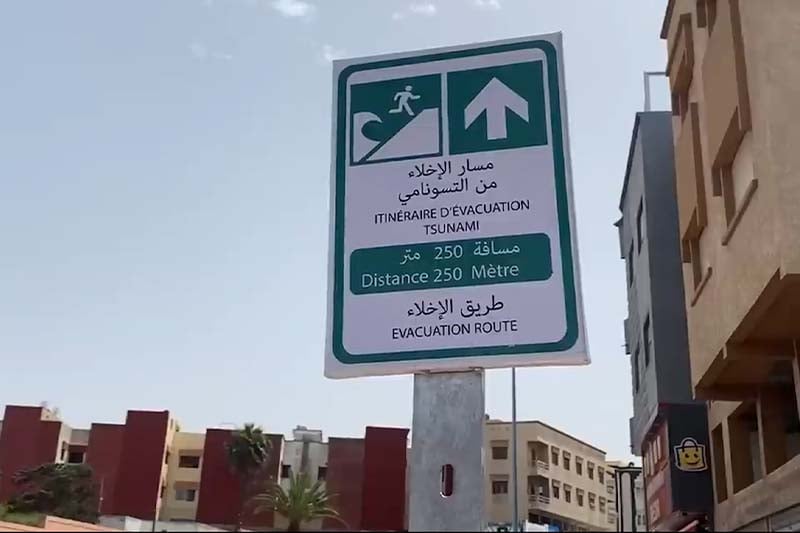 مسار الإخلاء
من التسونامي
ITINÉRAIRE D'ÉVACUATION
TSUNAMI
مسافة 250 متر
Distance 250 Mètre
طريق الإخلاء
EVACUATION ROUTE